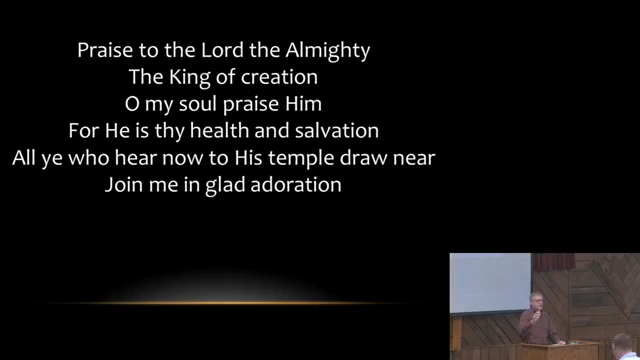 Praise to the Lord the Almighty
The King of creation
O my soul praise Him
For He is thy health and salvation
All ye who hear now to His temple draw near
Join me in glad adoration